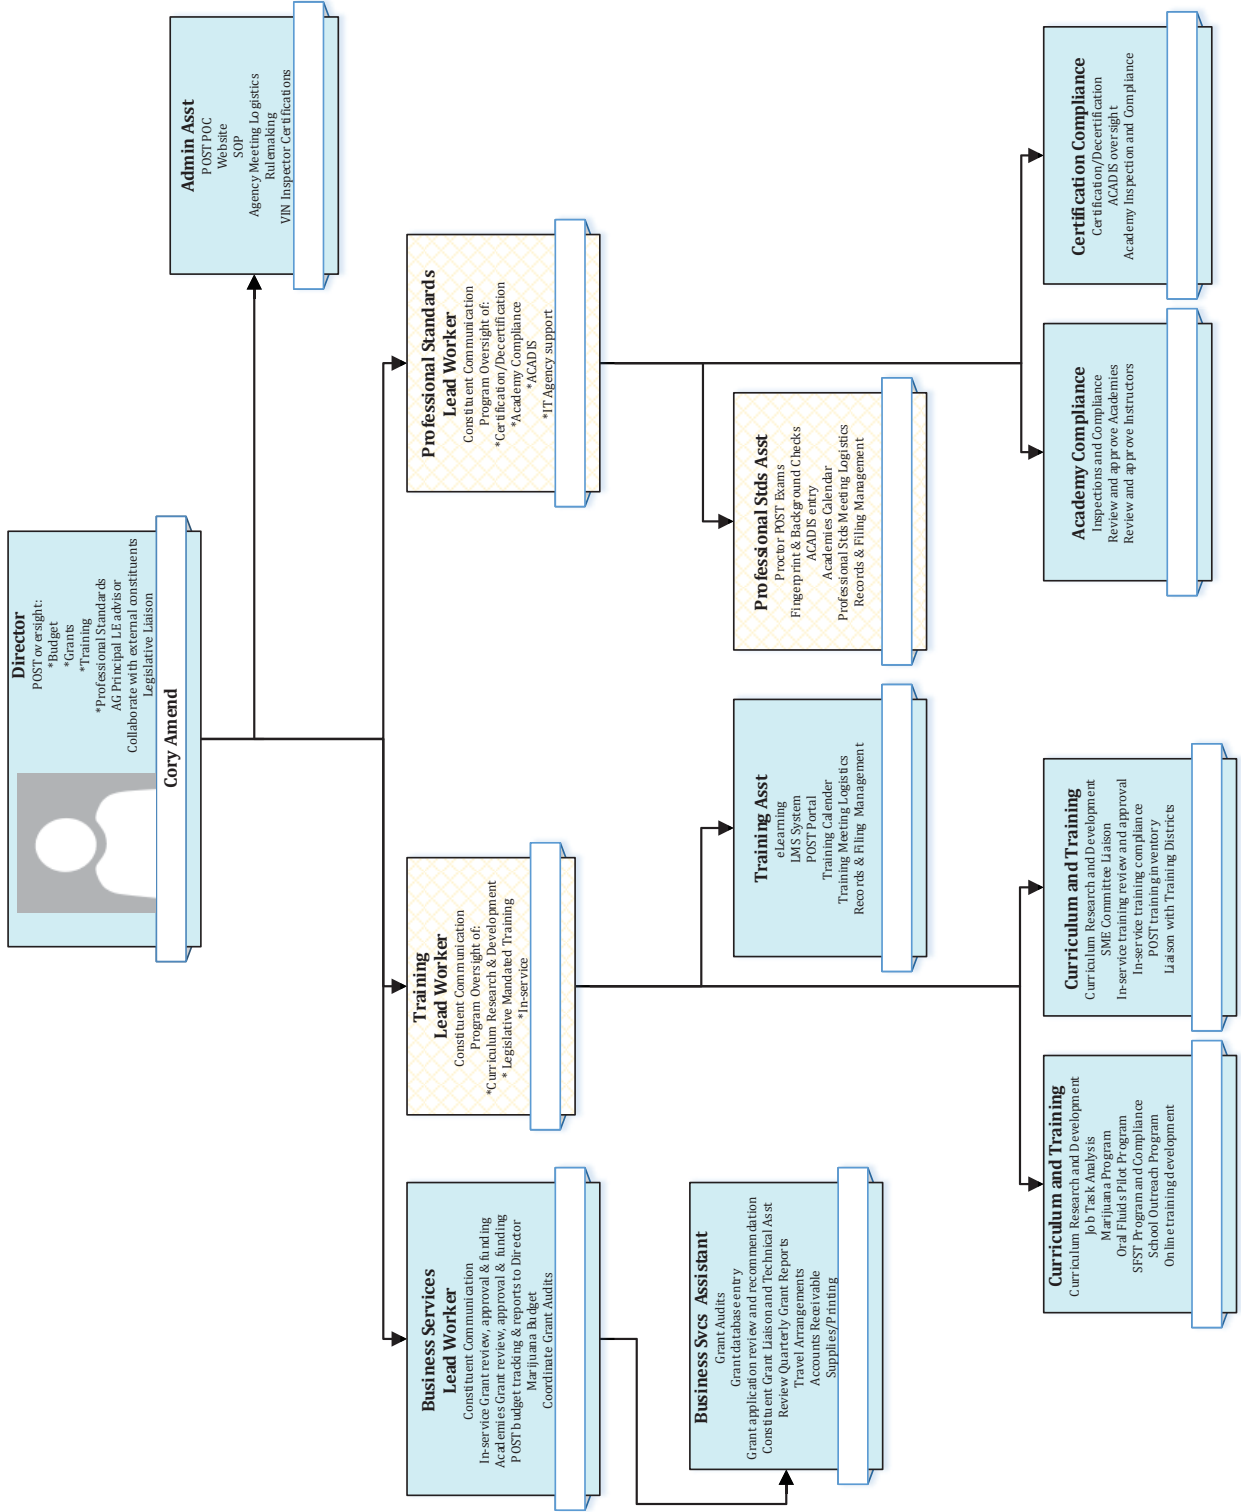 Director
POST oversight:
*Budget
*Grants
*Training
*Professional Standards
AG Principal LE advisor
Collaborate with external constituents
Legislative Liaison
Cory Amend
Admin Asst
POST POC
Website
SOP
Agency Meeting Logistics
Rulemaking
VIN Inspector Certifications
Business Services
Lead Worker
Constituent Communication
In-service Grant review, approval & funding
Academies Grant review, approval & funding
POST budget tracking & reports to Director
Marijuana Budget
Coordinate Grant Audits
Training
Lead Worker
Constituent Communication
Program Oversight of:
*Curriculum Research & Development
* Legislative Mandated Training
*In-service
Professional Standards
Lead Worker
Constituent Communication
Program Oversight of:
*Certification/Decertification
*Academy Compliance
*ACADIS
*IT Agency support
Business Svcs Assistant
Grant Audits
Grant database entry
Grant application review and recommendation
Constituent Grant Liaison and Technical Asst
Review Quarterly Grant Reports
Travel Arrangements
Accounts Receivable
Supplies/Printing
Training Asst
eLearning
LMS System
POST Portal
Training Calender
Training Meeting Logistics
Records & Filing Management
Professional Stds Asst
Proctor POST Exams
Fingerprint & Background Checks
ACADIS entry
Academies Calendar
Professional Stds Meeting Logistics
Records & Filing Management
Curriculum and Training
Curriculum Research and Development
Job Task Analysis
Marijuana Program
Oral Fluids Pilot Program
SFST Program and Compliance
School Outreach Program
Online training development
Curriculum and Training
Curriculum Research and Development
SME Committee Liaison
In-service training review and approval
In-service training compliance
POST training inventory
Liaison with Training Districts
Academy Compliance
Inspections and Compliance
Review and approve Academies
Review and approve Instructors
Certification Compliance
Certification/Decertification
ACADIS oversight
Academy Inspection and Compliance